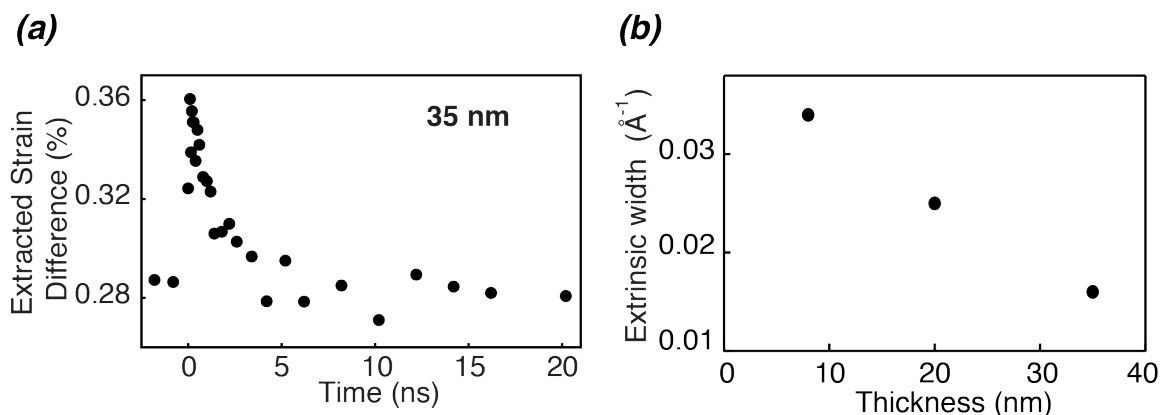 (a)
35 nm
Extracted Strain
Difference (%)
0.36
0.32
0.28
0
5
10
15
20
Time (ns)
(b)
Extrinsic width (Å⁻¹)
0.03
0.02
0.01
0
10
20
30
40
Thickness (nm)